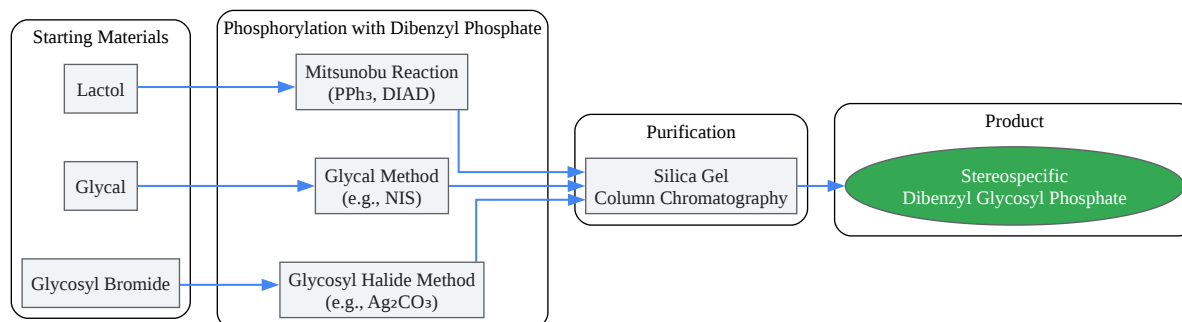 Starting Materials
Lactol
Glycal
Glycosyl Bromide
Phosphorylation with Dibenzyl Phosphate
Mitsunobu Reaction
(PPh₃, DIAD)
Glycal Method
(e.g., NIS)
Glycosyl Halide Method
(e.g., Ag₂CO₃)
Purification
Silica Gel
Column Chromatography
Product
Stereospecific
Dibenzyl Glycosyl Phosphate